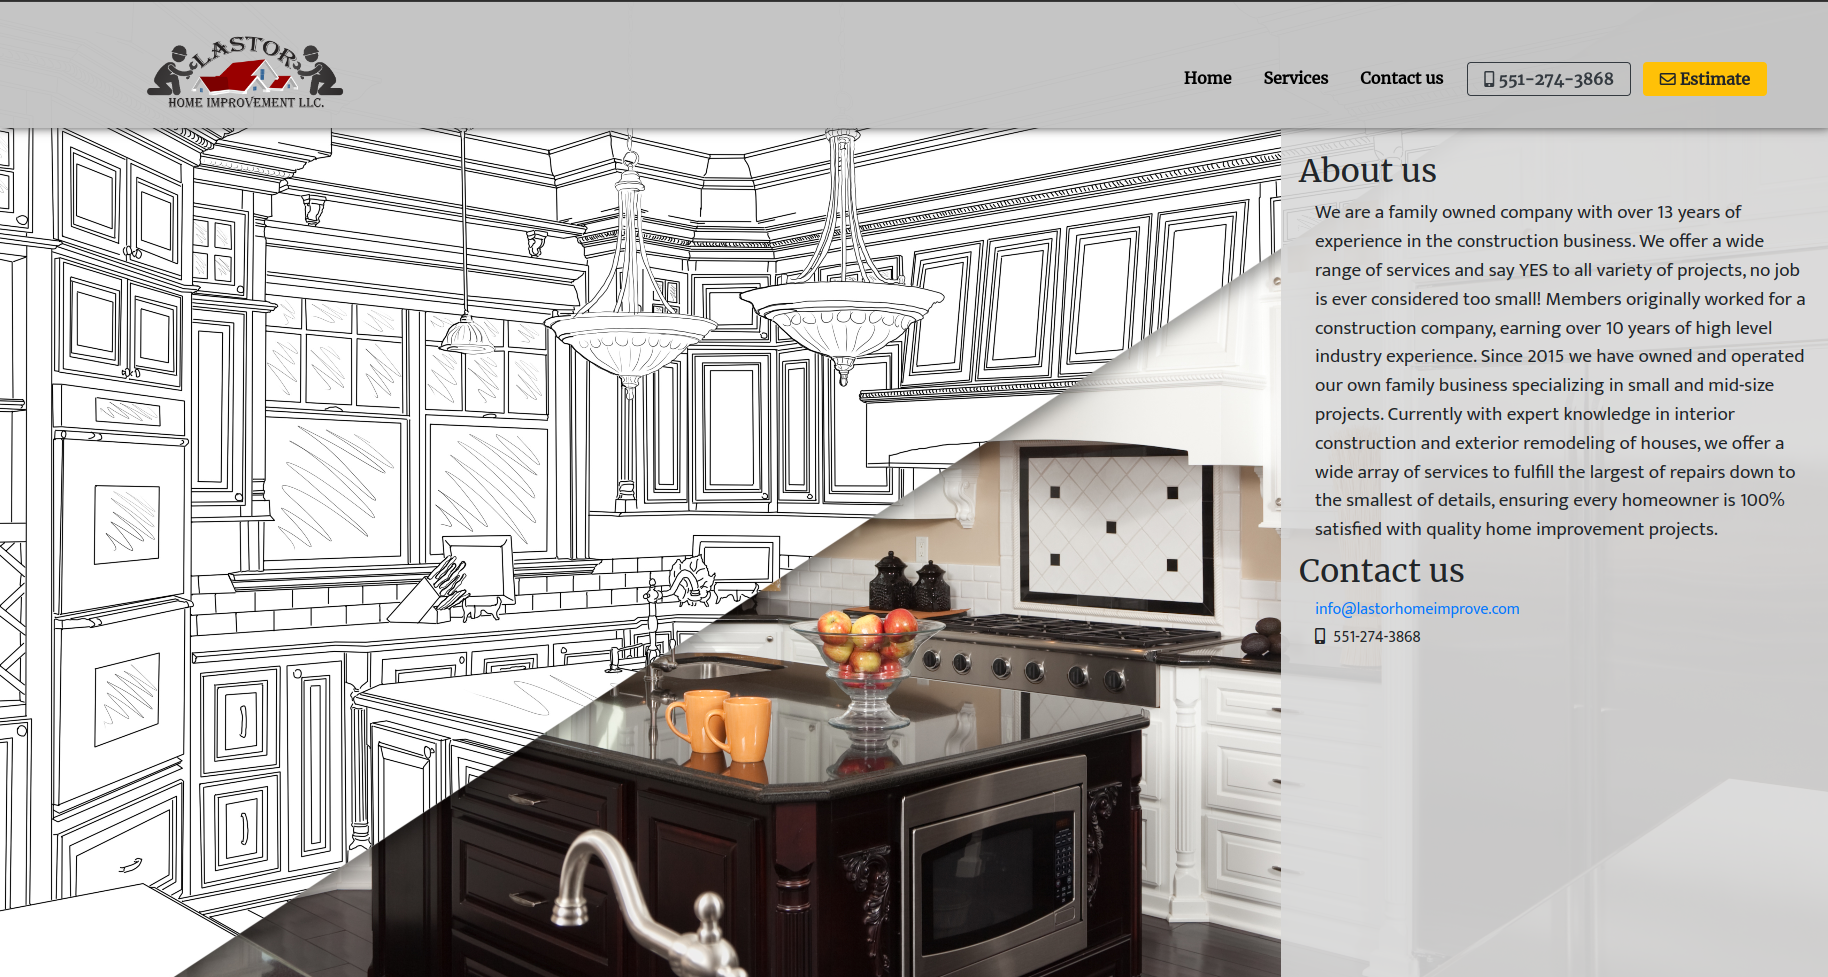 LASTOR
HOME IMPROVEMENT LLC.
Home Services Contact us 551-274-3868 Estimate
About us
We are a family owned company with over 13 years of
experience in the construction business. We offer a wide
range of services and say YES to all variety of projects, no job
is ever considered too small! Members originally worked for a
construction company, earning over 10 years of high level
industry experience. Since 2015 we have owned and operated
our own family business specializing in small and mid-size
projects. Currently with expert knowledge in interior
construction and exterior remodeling of houses, we offer a
wide array of services to fulfill the largest of repairs down to
the smallest of details, ensuring every homeowner is 100%
satisfied with quality home improvement projects.
Contact us
info@lastorhomeimprove.com
551-274-3868